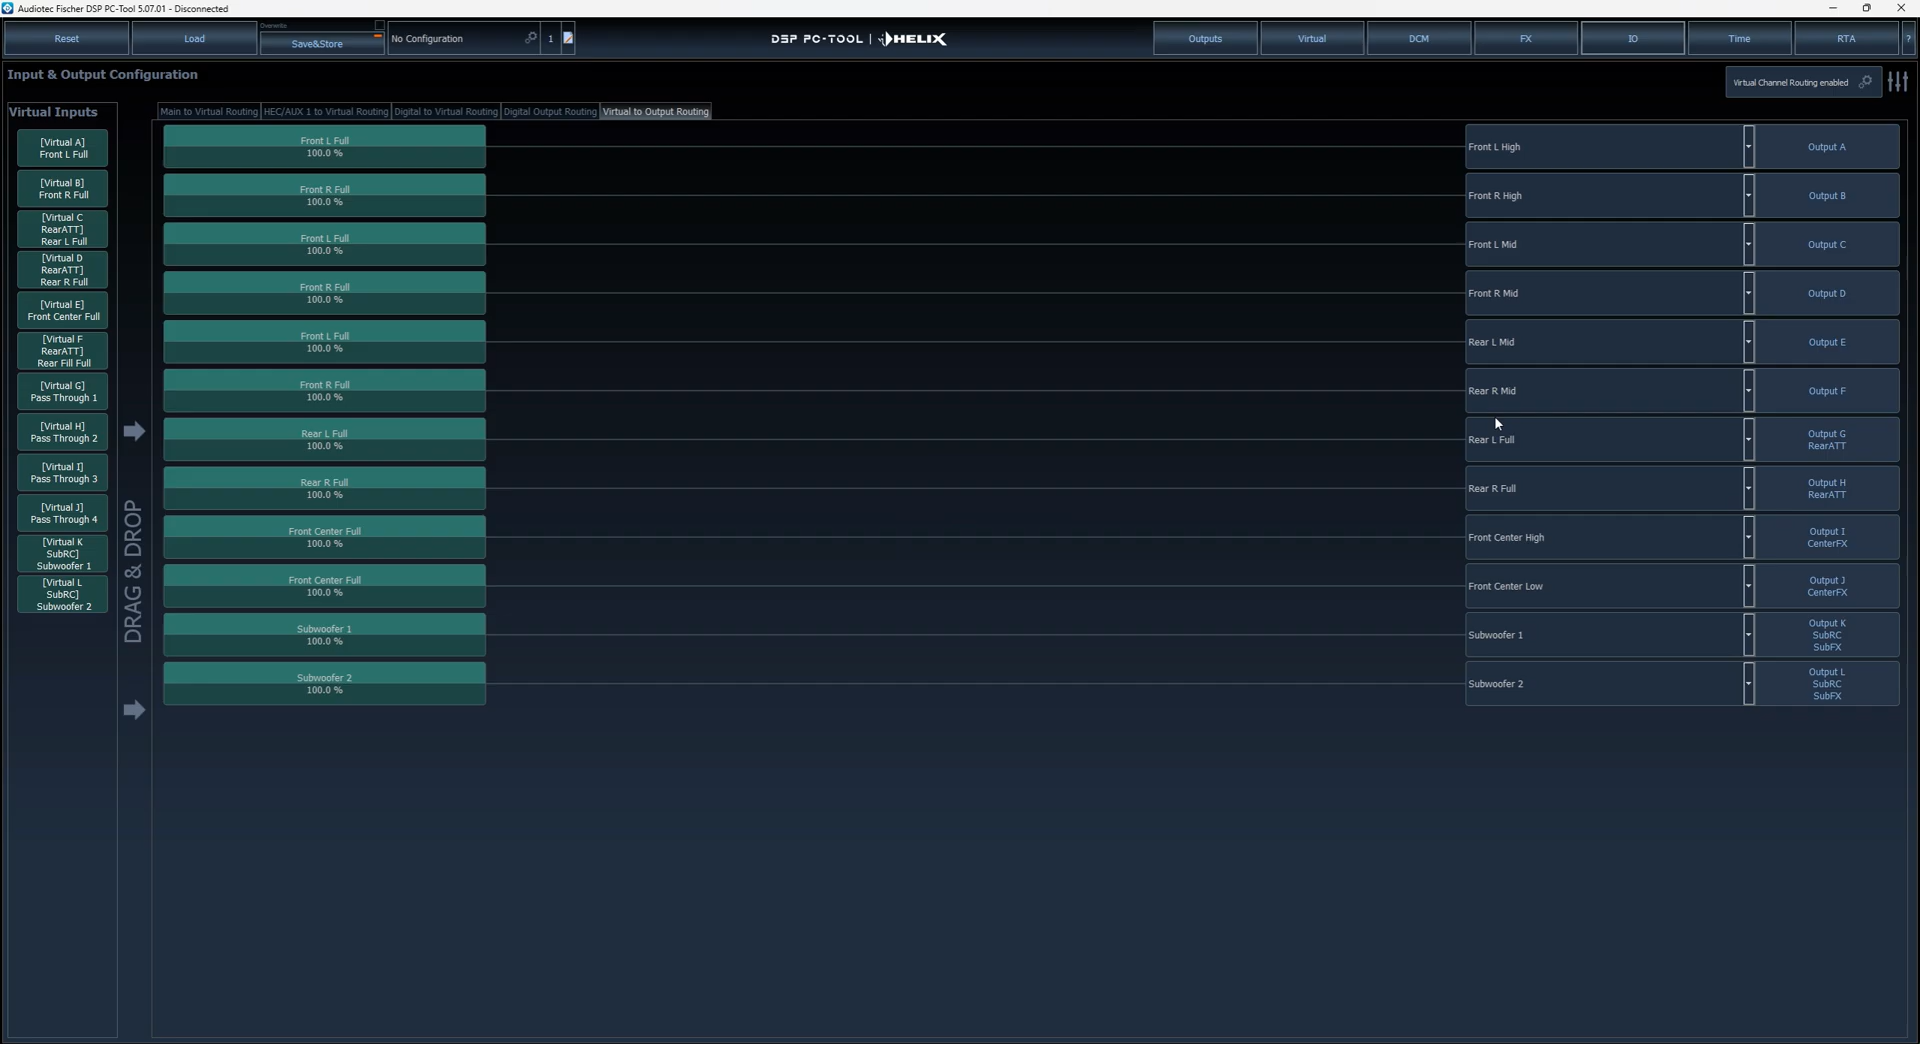 Audiotec Fischer DSP PC-Tool 5.07.01 - Disconnected
Reset
Load
Overwrite
Save&Store
No Configuration
1
DSP PC-TOOL | HELIX
Outputs
Virtual
DCM
FX
IO
Time
RTA
?
Input & Output Configuration
Virtual Channel Routing enabled
Virtual Inputs
Main to Virtual Routing
HEC/AUX 1 to Virtual Routing
Digital to Virtual Routing
Digital Output Routing
Virtual to Output Routing
[Virtual A]
Front L Full
[Virtual B]
Front R Full
[Virtual C
RearATT]
Rear L Full
[Virtual D
RearATT]
Rear R Full
[Virtual E]
Front Center Full
[Virtual F
RearATT]
Rear Fill Full
[Virtual G]
Pass Through 1
[Virtual H]
Pass Through 2
[Virtual I]
Pass Through 3
[Virtual J]
Pass Through 4
[Virtual K
SubRC]
Subwoofer 1
[Virtual L
SubRC]
Subwoofer 2
DRAG & DROP
Front L Full
100.0 %
Front L High
Output A
Front R Full
100.0 %
Front R High
Output B
Front L Full
100.0 %
Front L Mid
Output C
Front R Full
100.0 %
Front R Mid
Output D
Front L Full
100.0 %
Rear L Mid
Output E
Front R Full
100.0 %
Rear R Mid
Output F
Rear L Full
100.0 %
Rear L Full
Output G
RearATT
Rear R Full
100.0 %
Rear R Full
Output H
RearATT
Front Center Full
100.0 %
Front Center High
Output I
CenterFX
Front Center Full
100.0 %
Front Center Low
Output J
CenterFX
Subwoofer 1
100.0 %
Subwoofer 1
Output K
SubRC
SubFX
Subwoofer 2
100.0 %
Subwoofer 2
Output L
SubRC
SubFX